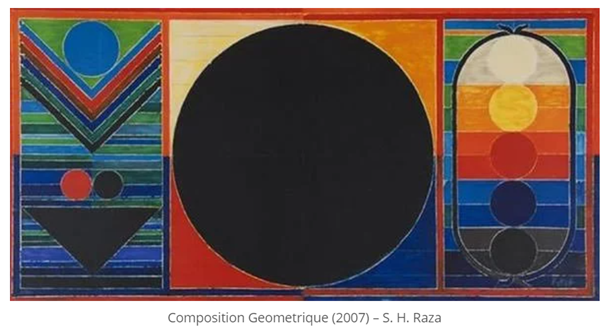 Composition Geometrique (2007) – S. H. Raza